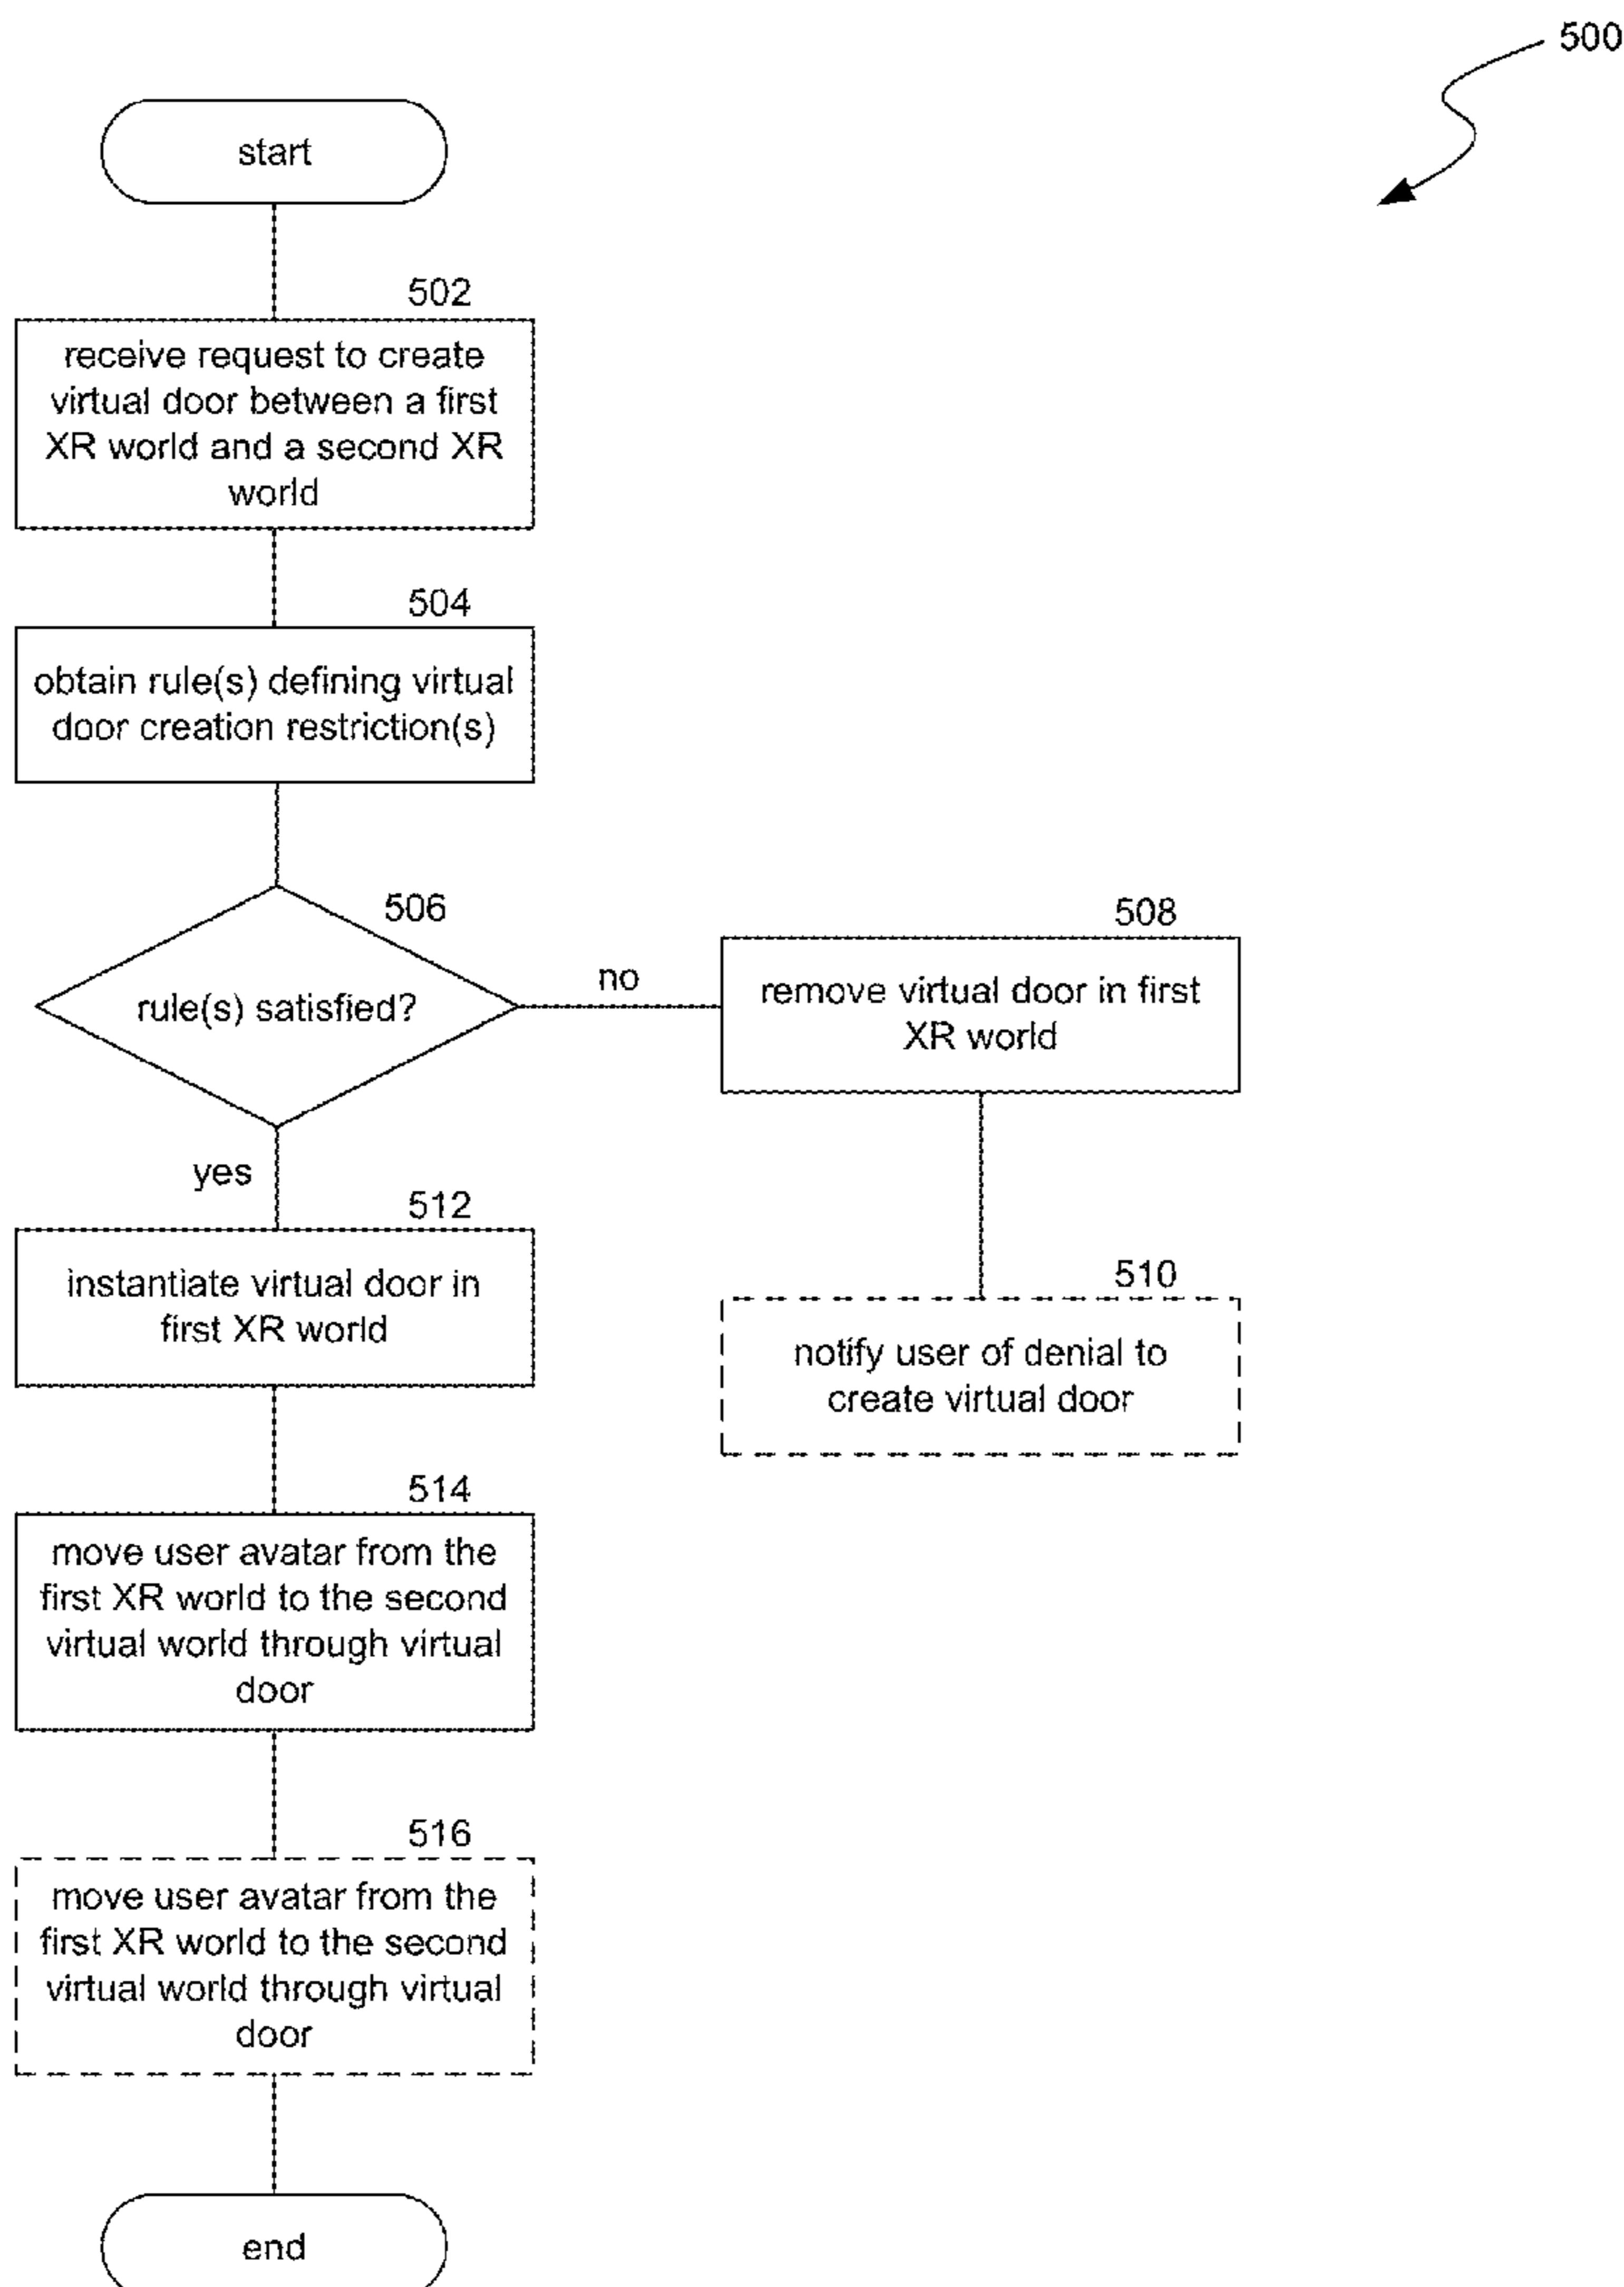 500
start
502
receive request to create
virtual door between a first
XR world and a second XR
world
504
obtain rule(s) defining virtual
door creation restriction(s)
506
rule(s) satisfied?
no
508
remove virtual door in first
XR world
yes
510
notify user of denial to
create virtual door
512
instantiate virtual door in
first XR world
514
move user avatar from the
first XR world to the second
virtual world through virtual
door
516
move user avatar from the
first XR world to the second
virtual world through virtual
door
end